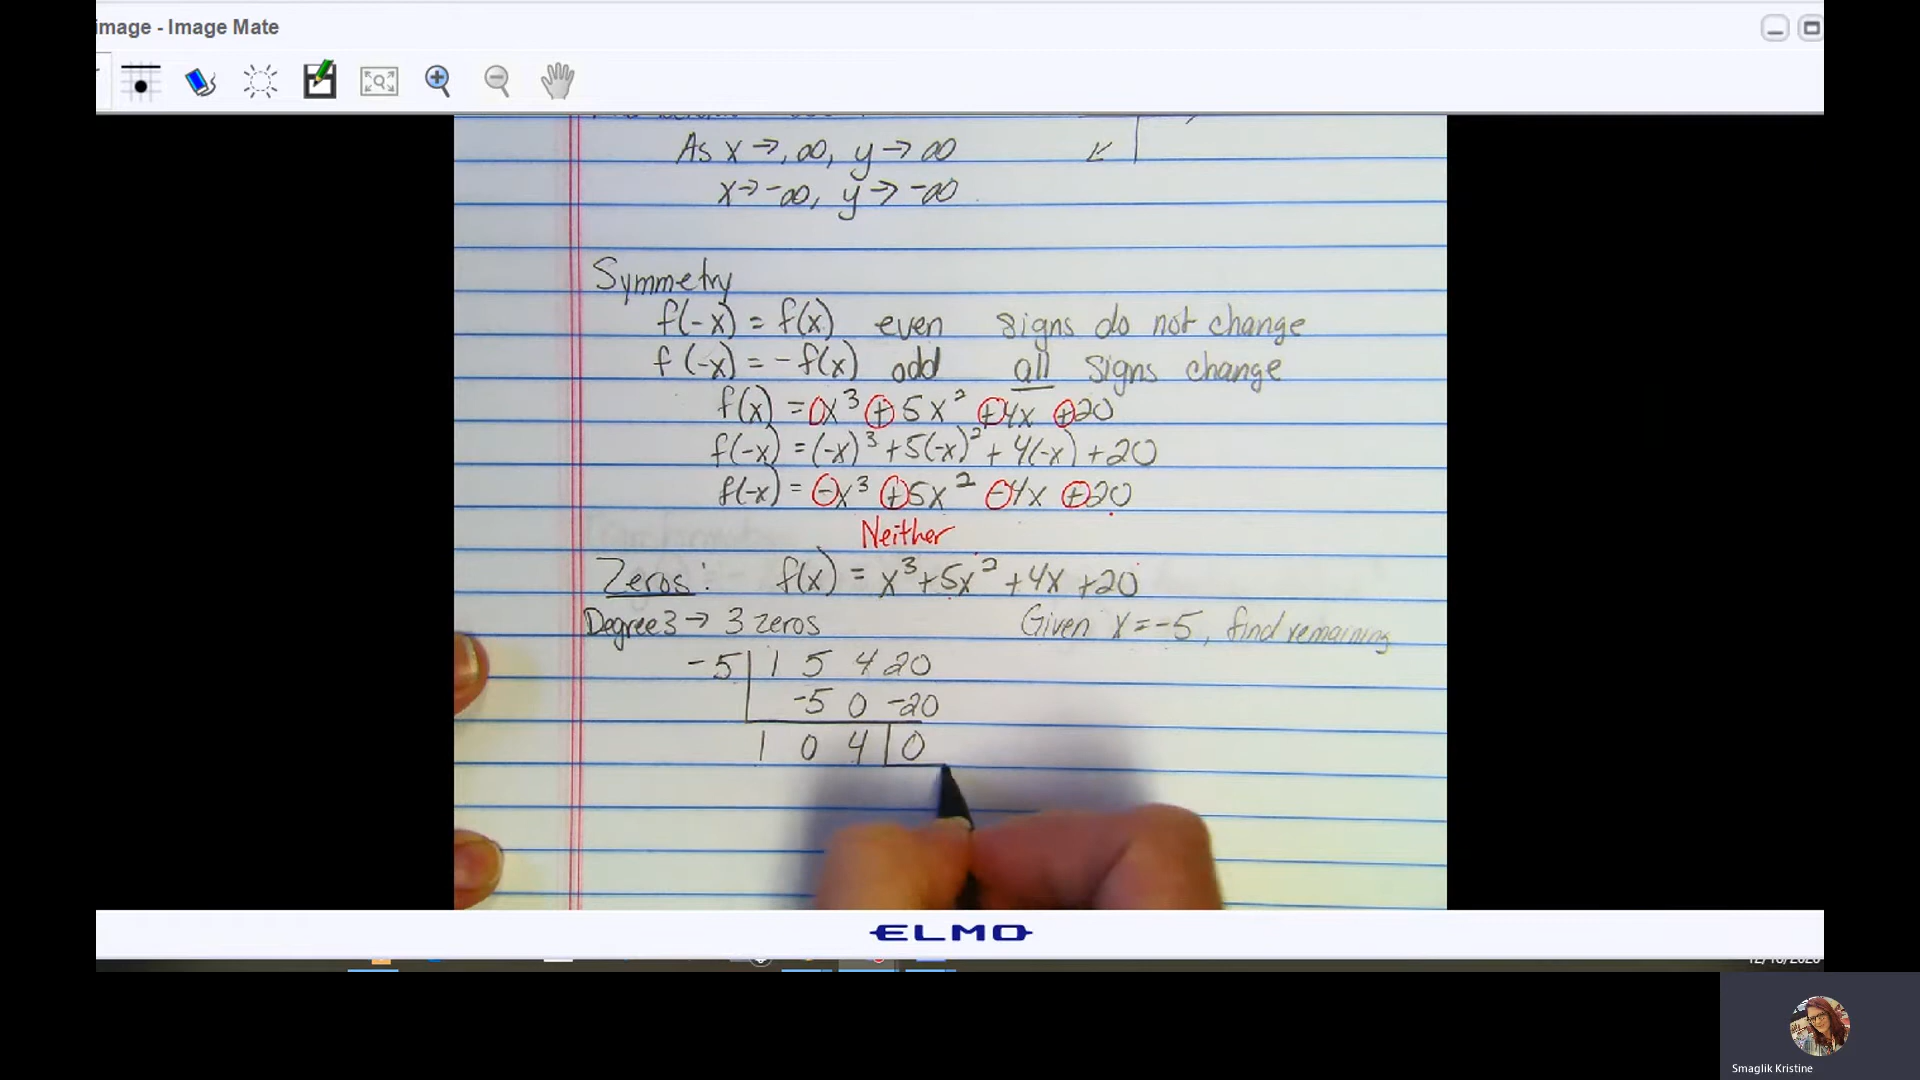 image - Image Mate
As x→∞, y→∞
x→-∞, y→-∞
Symmetry
f(-x) = f(x) even signs do not change
f(-x) = -f(x) odd all signs change
f(x) = x³ + 5x² + 4x + 20
f(-x) = (-x)³ + 5(-x)² + 4(-x) + 20
f(-x) = -x³ + 5x² - 4x + 20
Neither
Zeros: f(x) = x³ + 5x² + 4x + 20
Degree 3 → 3 zeros Given x = -5, find remaining
-5 | 1 5 4 20
-5 0 -20
1 0 4 | 0
ELMO
Smaglik Kristine